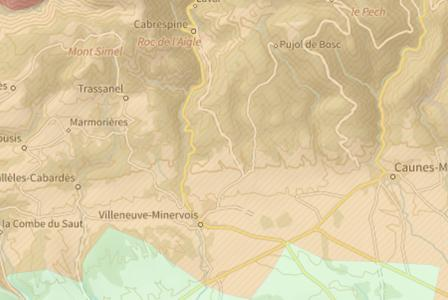 Cabrespine
le Pech
Roc de l'Aigle
Pujol de Bosc
Mont Simel
Trassanel
Marmorières
Caunes-M
Villeneuve-Minervois
la Combe du Saut